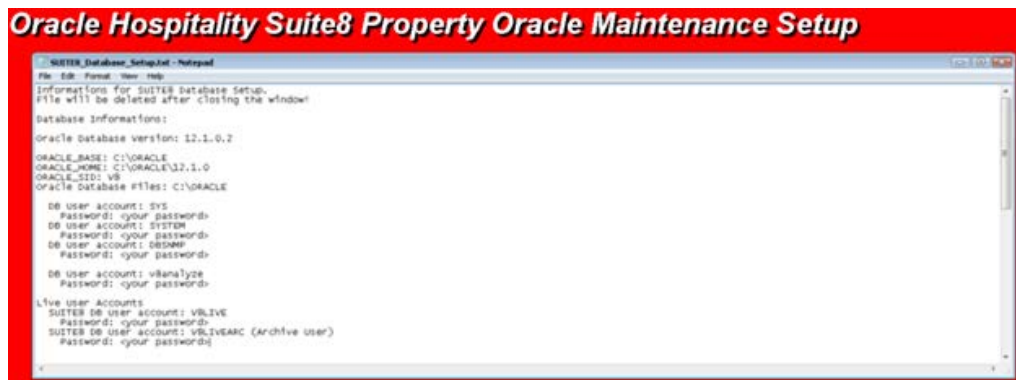 Oracle Hospitality Suite8 Property Oracle Maintenance Setup
SUITE8_Database_Setup.txt - Notepad
File Edit Format View Help
Informations for SUITE8 Database Setup.
File will be deleted after closing the window!
Database Informations:
Oracle Database Version: 12.1.0.2
ORACLE_BASE: C:\ORACLE
ORACLE_HOME: C:\ORACLE\12.1.0
ORACLE_SID: V8
Oracle Database Files: C:\ORACLE
DB User account: SYS
Password: <your password>
DB User account: SYSTEM
Password: <your password>
DB User account: DBSNMP
Password: <your password>
DB User account: v8analyze
Password: <your password>
Live User Accounts
SUITE8 DB User account: V8LIVE
Password: <your password>
SUITE8 DB User account: V8LIVEARC (Archive User)
Password: <your password>